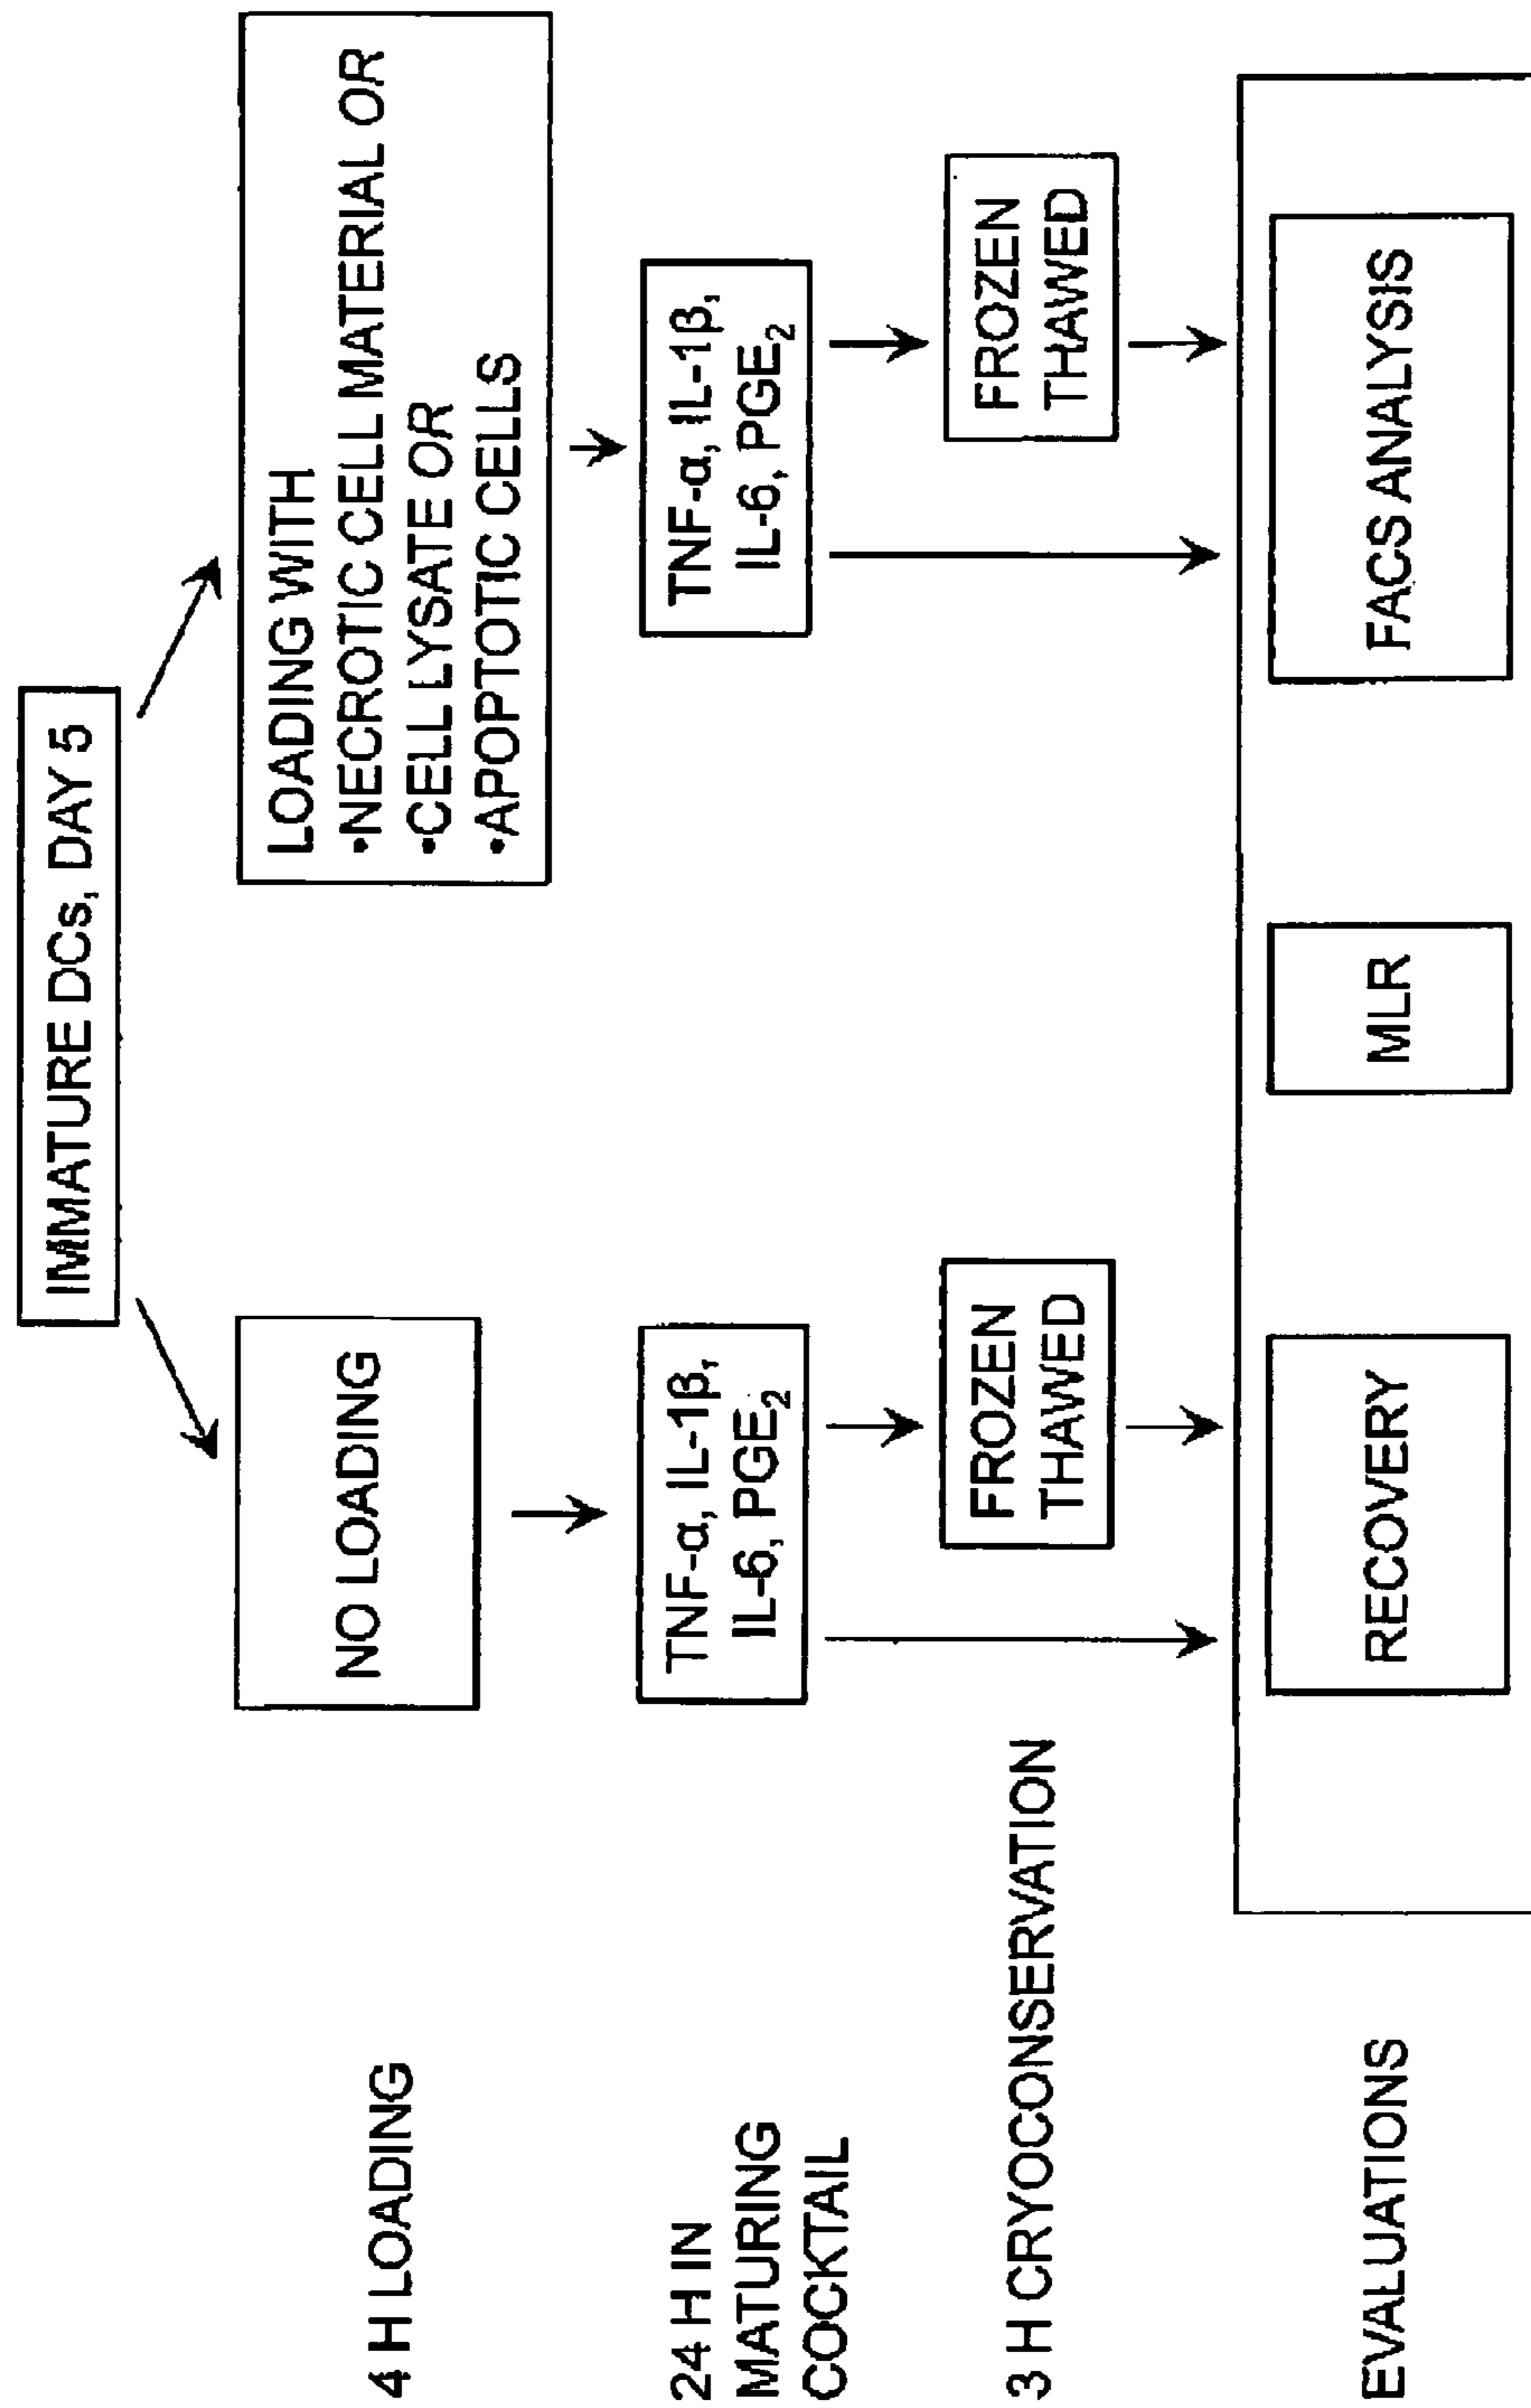 IMMATURE DCs, DAY 5
4 H LOADING
NO LOADING
LOADING WITH
•NECROTIC CELL MATERIAL OR
•CELL LYSATE OR
•APOPTOTIC CELLS
24 H IN
MATURING
COCKTAIL
TNF-α, IL-1β,
IL-6, PGE₂
TNF-α, IL-1β,
IL-6, PGE₂
3 H CRYOCONSERVATION
FROZEN
THAWED
FROZEN
THAWED
EVALUATIONS
RECOVERY
MLR
FACS ANALYSIS